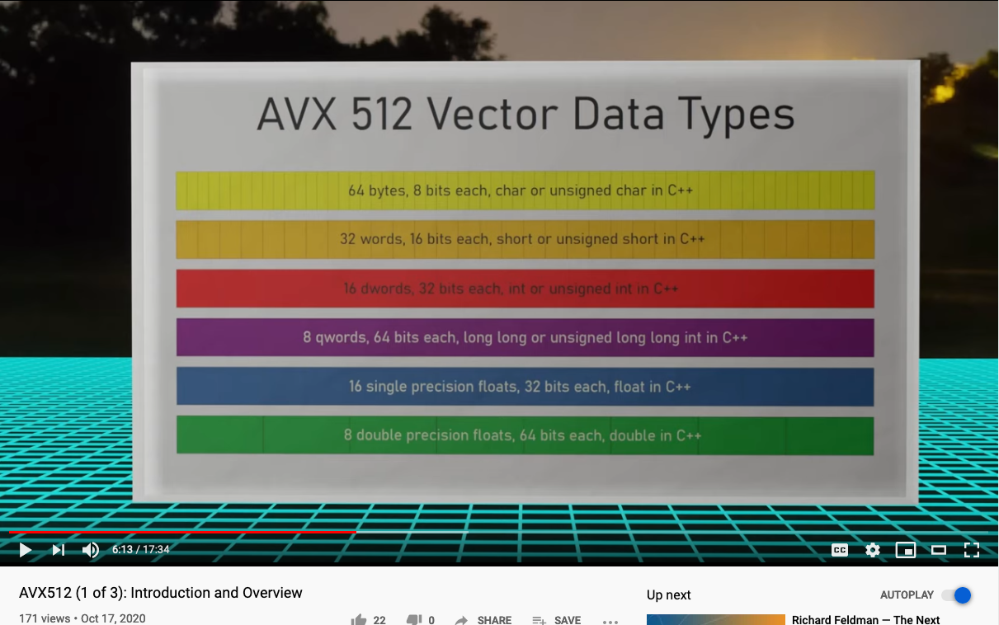 AVX 512 Vector Data Types
64 bytes, 8 bits each, char or unsigned char in C++
32 words, 16 bits each, short or unsigned short in C++
16 dwords, 32 bits each, int or unsigned int in C++
8 qwords, 64 bits each, long long or unsigned long long int in C++
16 single precision floats, 32 bits each, float in C++
8 double precision floats, 64 bits each, double in C++
6:13 / 17:34
CC
AVX512 (1 of 3): Introduction and Overview
171 views • Oct 17, 2020
22
0
SHARE
SAVE
Up next
AUTOPLAY
Richard Feldman — The Next